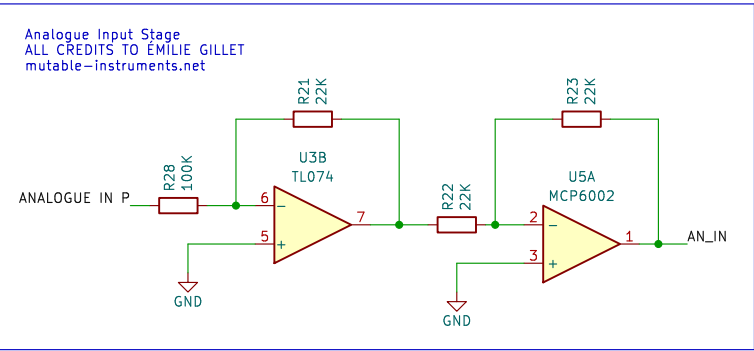 Analogue Input Stage
ALL CREDITS TO ÉMILIE GILLET
mutable-instruments.net
R21
22K
R23
22K
U3B
TL074
U5A
MCP6002
R28
100K
R22
22K
ANALOGUE IN P
6
-
7
5
+
2
-
1
AN_IN
3
+
GND
GND